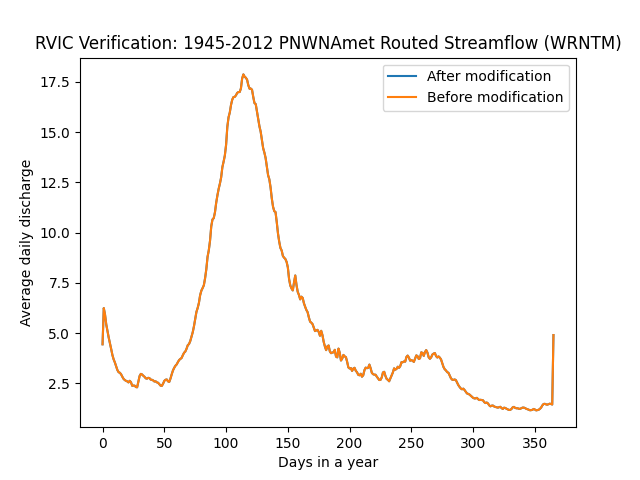 RVIC Verification: 1945-2012 PNWNAmet Routed Streamflow (WRNTM)
After modification
Before modification
Average daily discharge
17.5
15.0
12.5
10.0
7.5
5.0
2.5
0 50 100 150 200 250 300 350
Days in a year